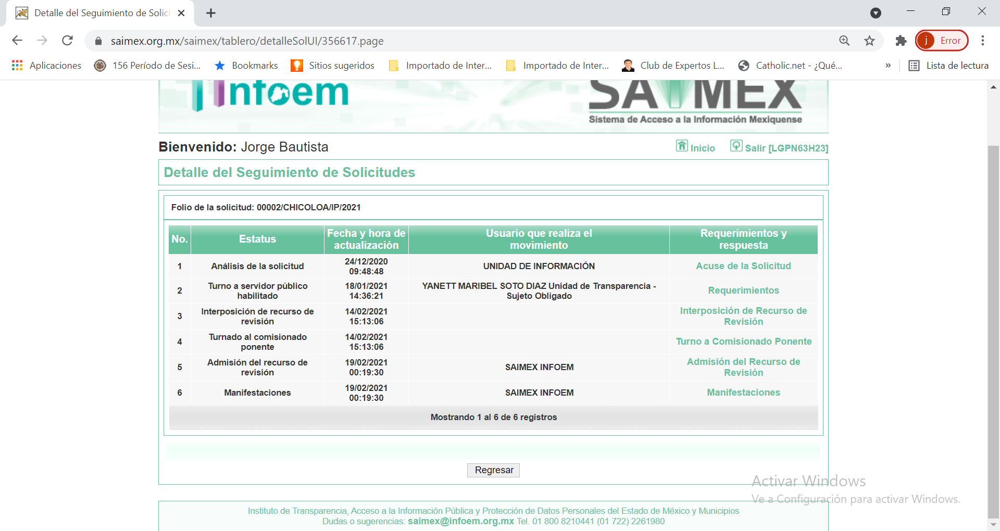 Detalle del Seguimiento de Solici
saimex.org.mx/saimex/tablero/detalleSolUI/356617.page
j Error
Aplicaciones 156 Período de Sesi... Bookmarks Sitios sugeridos Importado de Inter... Importado de Inter... Club de Expertos L... Catholic.net - ¿Qué... » Lista de lectura
infoem
SAIMEX
Sistema de Acceso a la Información Mexiquense
Bienvenido: Jorge Bautista
Inicio Salir [LGPN63H23]
Detalle del Seguimiento de Solicitudes
Folio de la solicitud: 00002/CHICOLOA/IP/2021
No. Estatus Fecha y hora de actualización Usuario que realiza el movimiento Requerimientos y respuesta
1 Análisis de la solicitud 24/12/2020 09:48:48 UNIDAD DE INFORMACIÓN Acuse de la Solicitud
2 Turno a servidor público habilitado 18/01/2021 14:36:21 YANETT MARIBEL SOTO DIAZ Unidad de Transparencia - Sujeto Obligado Requerimientos
3 Interposición de recurso de revisión 14/02/2021 15:13:06 Interposición de Recurso de Revisión
4 Turnado al comisionado ponente 14/02/2021 15:13:06 Turno a Comisionado Ponente
5 Admisión del recurso de revisión 19/02/2021 00:19:30 SAIMEX INFOEM Admisión del Recurso de Revisión
6 Manifestaciones 19/02/2021 00:19:30 SAIMEX INFOEM Manifestaciones
Mostrando 1 al 6 de 6 registros
Regresar
Activar Windows
Ve a Configuración para activar Windows.
Instituto de Transparencia, Acceso a la Información Pública y Protección de Datos Personales del Estado de México y Municipios
Dudas o sugerencias: saimex@infoem.org.mx Tel. 01 800 8210441 (01 722) 2261980